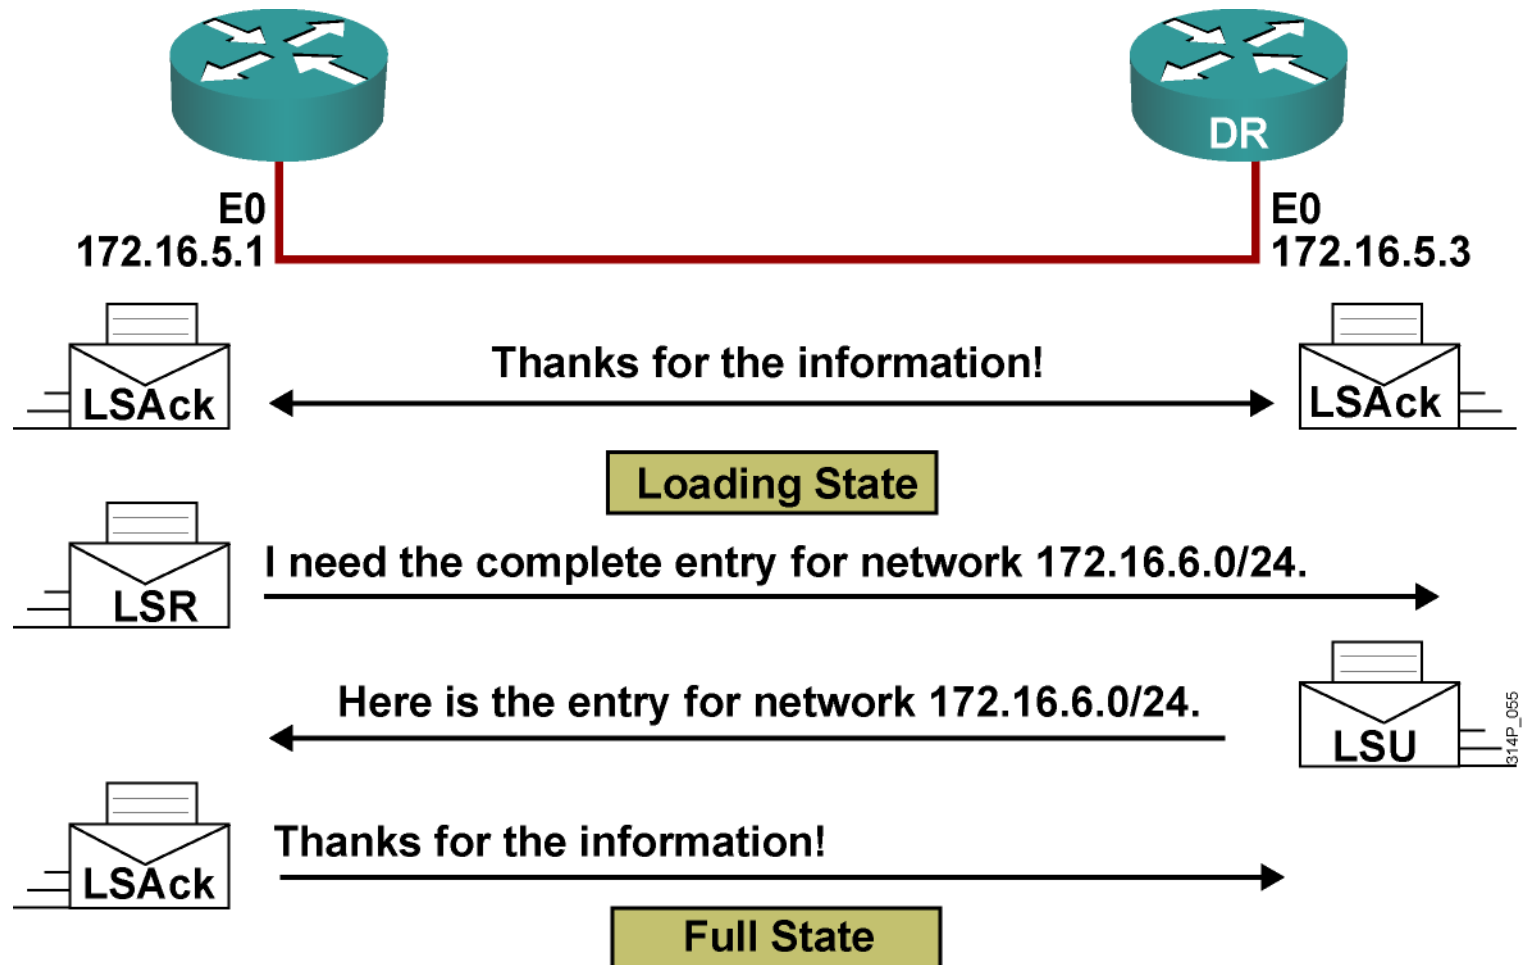 DR
E0
172.16.5.1
E0
172.16.5.3
LSAck
Thanks for the information!
LSAck
Loading State
LSR
I need the complete entry for network 172.16.6.0/24.
Here is the entry for network 172.16.6.0/24.
LSU
314P_055
LSAck
Thanks for the information!
Full State